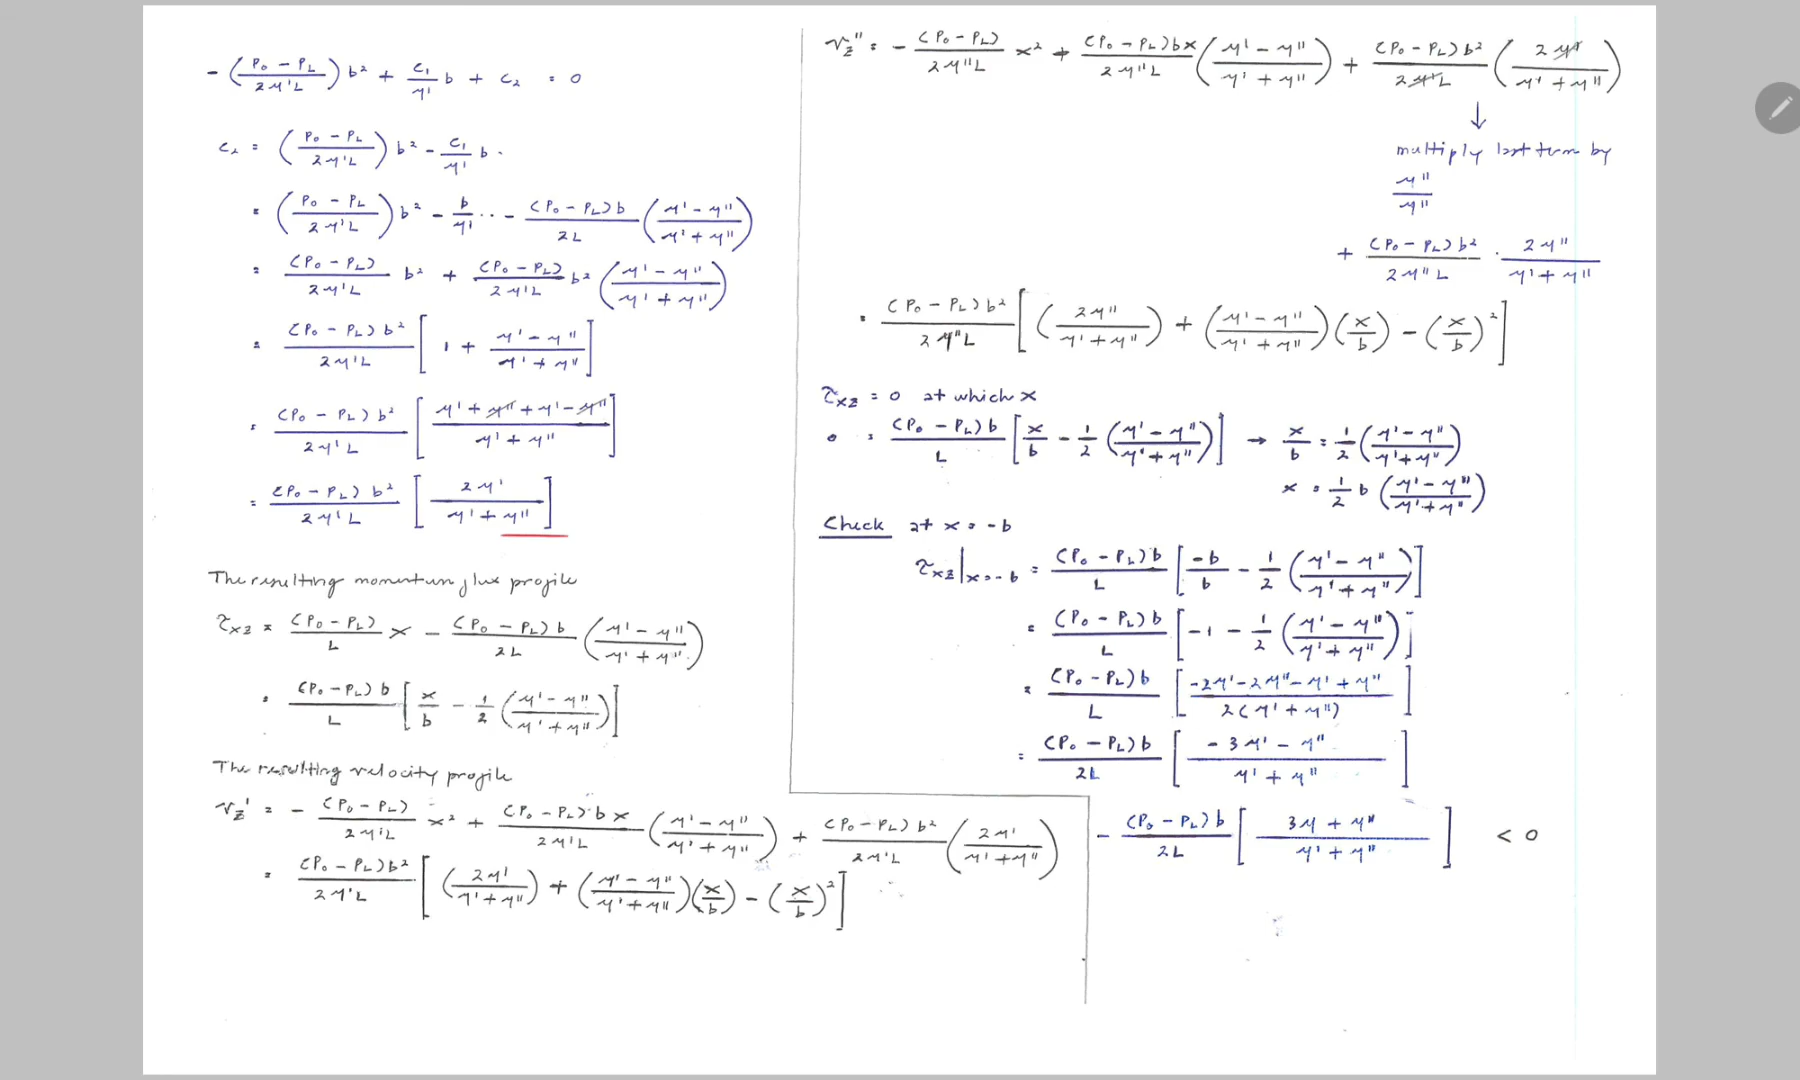 - ((P₀ - P_L)/(2μ'L)) b² + (C₁/μ') b + C₂ = 0
C₂ = ((P₀ - P_L)/(2μ'L)) b² - (C₁/μ') b .
= ((P₀ - P_L)/(2μ'L)) b² - b/μ' · · - ((P₀ - P_L)b/2L) ((μ' - μ'')/(μ' + μ''))
= ((P₀ - P_L)/(2μ'L)) b² + ((P₀ - P_L)/(2μ'L)) b² ((μ' - μ'')/(μ' + μ''))
= ((P₀ - P_L)b²/(2μ'L)) [1 + (μ' - μ'')/(μ' + μ'')]
= ((P₀ - P_L)b²/(2μ'L)) [(μ' + μ'' + μ' - μ'')/(μ' + μ'')]
= ((P₀ - P_L)b²/(2μ'L)) [2μ'/(μ' + μ'')]
The resulting momentum flux profile
τxz = ((P₀ - P_L)/L) x - ((P₀ - P_L)b/2L) ((μ' - μ'')/(μ' + μ''))
= ((P₀ - P_L)b/L) [x/b - 1/2 ((μ' - μ'')/(μ' + μ''))]
The resulting velocity profile
vz' = - ((P₀ - P_L)/(2μ'L)) x² + ((P₀ - P_L)bx/(2μ'L)) ((μ' - μ'')/(μ' + μ'')) + ((P₀ - P_L)b²/(2μ'L)) (2μ'/(μ' + μ''))
= ((P₀ - P_L)b²/(2μ'L)) [(2μ'/(μ' + μ'')) + ((μ' - μ'')/(μ' + μ''))(x/b) - (x/b)²]
vz'' = - ((P₀ - P_L)/(2μ''L)) x² + ((P₀ - P_L)bx/(2μ''L)) ((μ' - μ'')/(μ' + μ'')) + ((P₀ - P_L)b²/(2μ'L)) (2μ'/(μ' + μ''))
↓
multiply last term by
μ''/μ''
+ ((P₀ - P_L)b²/(2μ''L)) · 2μ''/(μ' + μ'')
= ((P₀ - P_L)b²/(2μ''L)) [(2μ''/(μ' + μ'')) + ((μ' - μ'')/(μ' + μ''))(x/b) - (x/b)²]
τxz = 0 at which x
0 = ((P₀ - P_L)b/L) [x/b - 1/2 ((μ' - μ'')/(μ' + μ''))] → x/b = 1/2 ((μ' - μ'')/(μ' + μ''))
x = 1/2 b ((μ' - μ'')/(μ' + μ''))
Check at x = -b
τxz|x=-b = ((P₀ - P_L)b/L) [-b/b - 1/2 ((μ' - μ'')/(μ' + μ''))]
= ((P₀ - P_L)b/L) [-1 - 1/2 ((μ' - μ'')/(μ' + μ''))]
= ((P₀ - P_L)b/L) [(-2μ' - 2μ'' - μ' + μ'')/(2(μ' + μ''))]
= ((P₀ - P_L)b/2L) [(-3μ' - μ'')/(μ' + μ'')]
- ((P₀ - P_L)b/2L) [(3μ + μ'')/(μ' + μ'')] < 0